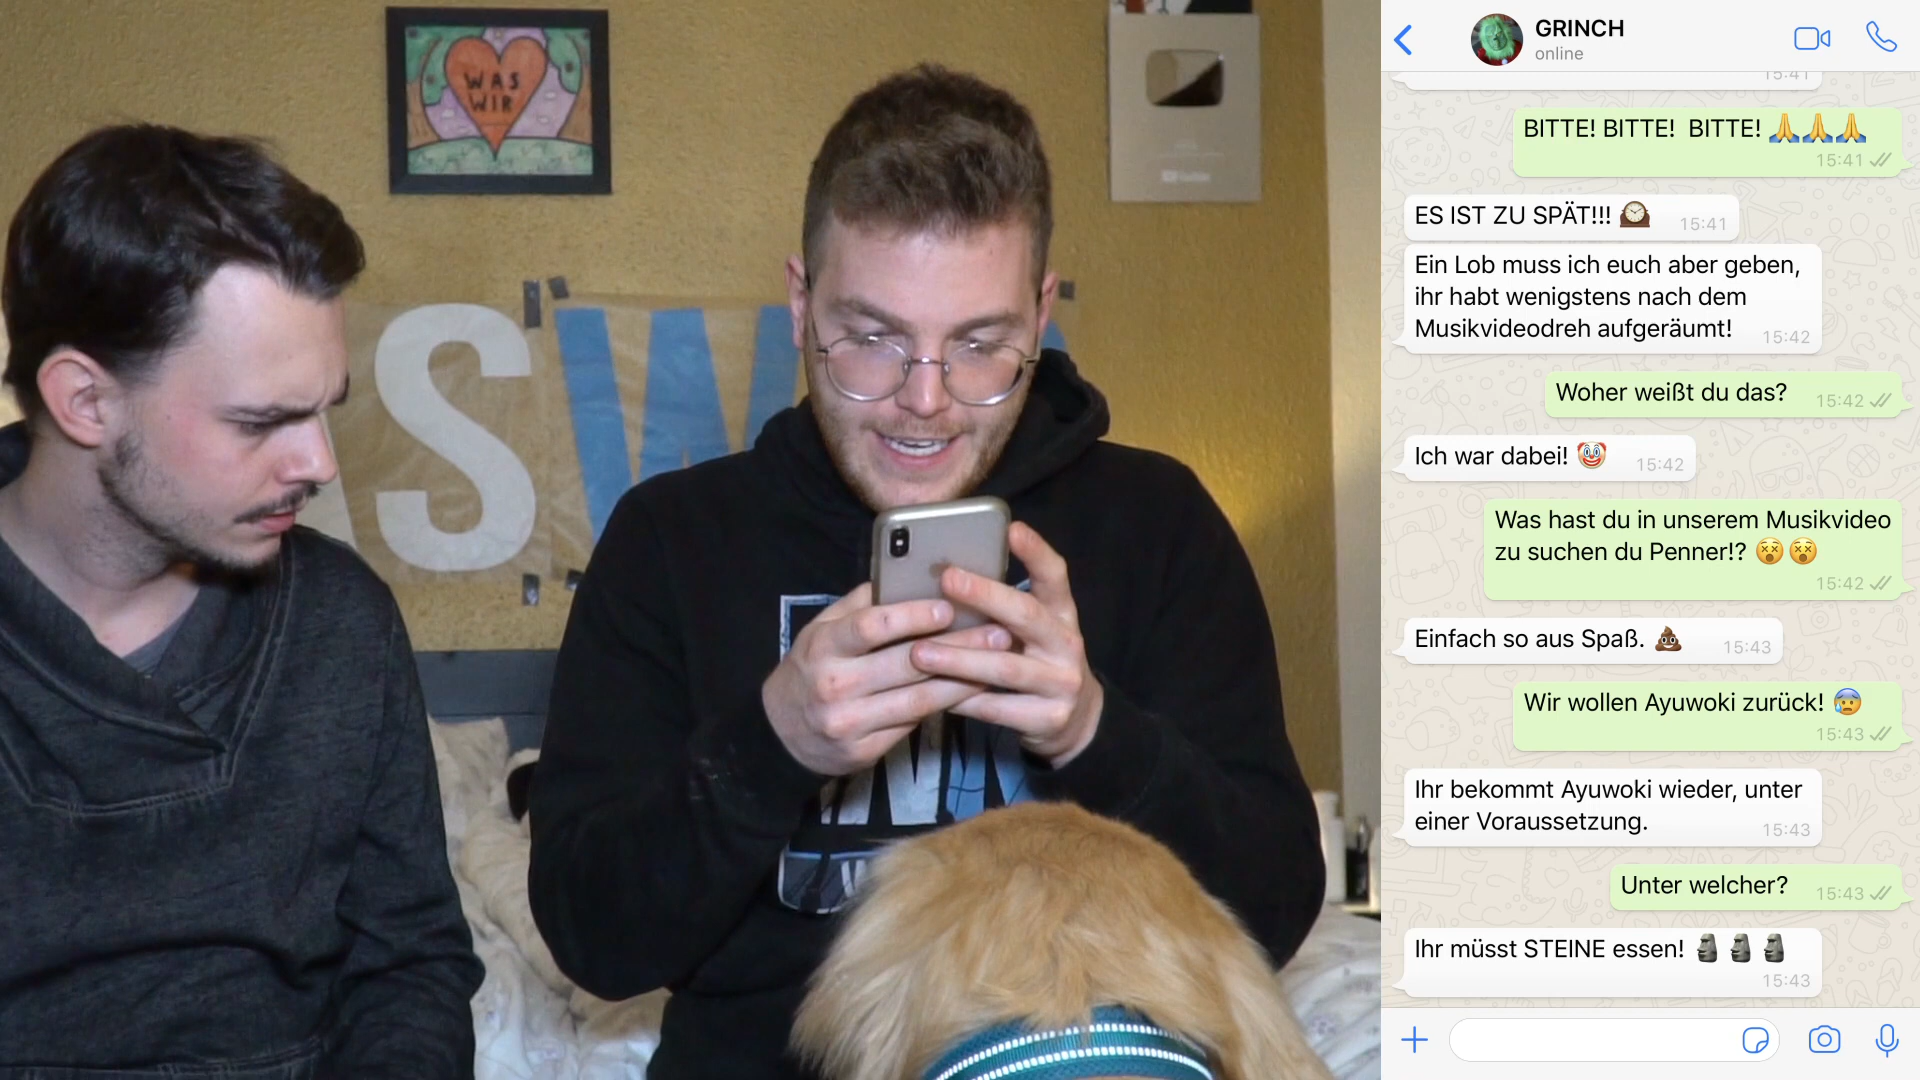 WAS
WIR
SW
YouTube
GRINCH
online
15:41
BITTE! BITTE! BITTE! 🙏🙏🙏
15:41
ES IST ZU SPÄT!!! 🕰️
15:41
Ein Lob muss ich euch aber geben,
ihr habt wenigstens nach dem
Musikvideodreh aufgeräumt!
15:42
Woher weißt du das?
15:42
Ich war dabei! 🤡
15:42
Was hast du in unserem Musikvideo
zu suchen du Penner!? 😵😵
15:42
Einfach so aus Spaß. 💩
15:43
Wir wollen Ayuwoki zurück! 😰
15:43
Ihr bekommt Ayuwoki wieder, unter
einer Voraussetzung.
15:43
Unter welcher?
15:43
Ihr müsst STEINE essen! 🗿🗿🗿
15:43